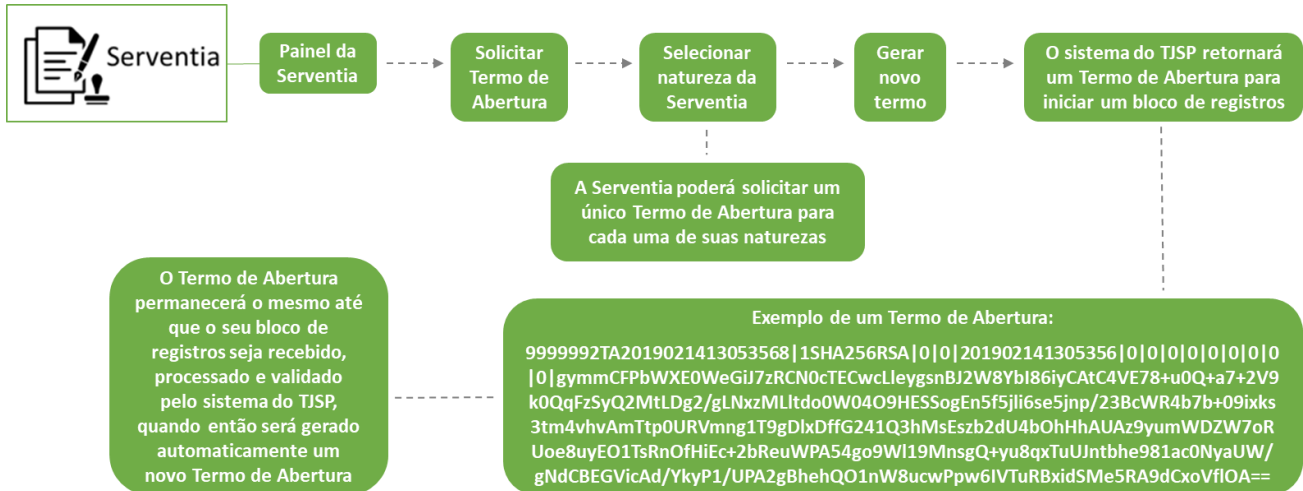 Serventia
Painel da
Serventia
Solicitar
Termo de
Abertura
Selecionar
natureza da
Serventia
Gerar
novo
termo
O sistema do TJSP retornará
um Termo de Abertura para
iniciar um bloco de registros
A Serventia poderá solicitar um
único Termo de Abertura para
cada uma de suas naturezas
O Termo de Abertura
permanecerá o mesmo até
que o seu bloco de
registros seja recebido,
processado e validado
pelo sistema do TJSP,
quando então será gerado
automaticamente um
novo Termo de Abertura
Exemplo de um Termo de Abertura:
9999992TA2019021413053568|1SHA256RSA|0|0|201902141305356|0|0|0|0|0|0|0|0
|0|gymmCFPbWXE0WeGiJ7zRCN0cTECwcLleygsnBJ2W8YbI86iyCAtC4VE78+u0Q+a7+2V9
k0QqFzSyQ2MtLDg2/gLNxzMLltdo0W04O9HESSogEn5f5jli6se5jnp/23BcWR4b7b+09ixks
3tm4vhvAmTtp0URVmng1T9gDlxDffG241Q3hMsEszb2dU4bOhHhAUAz9yumWDZW7oR
Uoe8uyEO1TsRnOfHiEc+2bReuWPA54go9Wl19MnsgQ+yu8qxTuUJntbhe981ac0NyaUW/
gNdCBEGVicAd/YkyP1/UPA2gBhehQO1nW8ucwPpw6IVTuRBxidSMe5RA9dCxoVflOA==